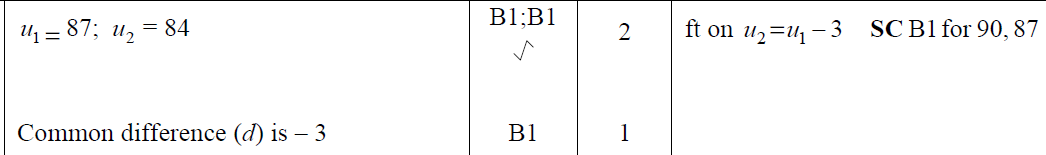 u₁ = 87; u₂ = 84 B1;B1 √ 2 ft on u₂=u₁ – 3 SC B1 for 90, 87
Common difference (d) is – 3 B1 1